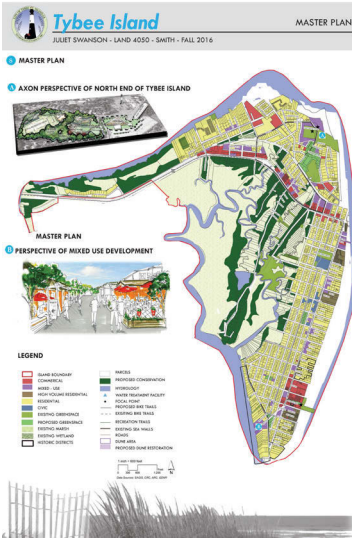 Tybee Island
MASTER PLAN
JULIET SWANSON - LAND 4050 - SMITH - FALL 2016
MASTER PLAN
A AXON PERSPECTIVE OF NORTH END OF TYBEE ISLAND
MASTER PLAN
B PERSPECTIVE OF MIXED USE DEVELOPMENT
LEGEND
ISLAND BOUNDARY
COMMERICAL
MIXED - USE
HIGH VOLUME RESIDENTIAL
RESIDENTIAL
CIVIC
EXISTING GREENSPACE
PROPOSED GREENSPACE
EXISTING MARSH
EXISTING WETLAND
HISTORIC DISTRICTS
PARCELS
PROPOSED CONSERVATION
HYDROLOGY
WATER TREATMENT FACILITY
FOCAL POINT
PROPOSED BIKE TRAILS
EXISTING BIKE TRAILS
RECREATION TRAILS
EXISTING SEA WALLS
ROADS
DUNE AREA
PROPOSED DUNE RESTORATION